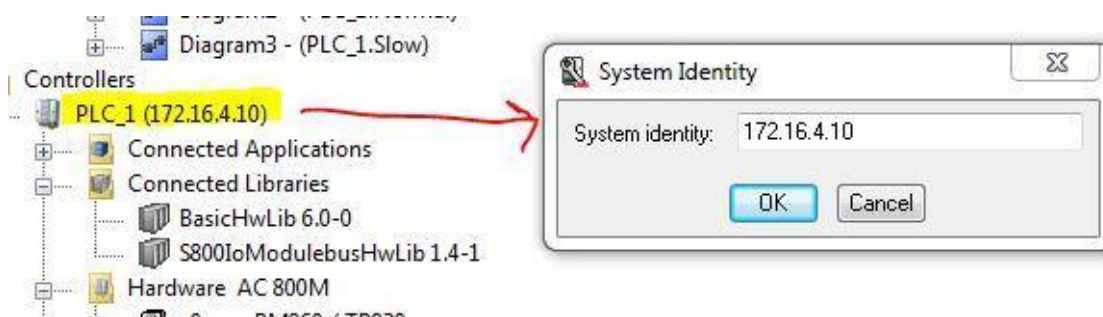 Diagram3 - (PLC_1.Slow)
Controllers
PLC_1 (172.16.4.10)
Connected Applications
Connected Libraries
BasicHwLib 6.0-0
S800IoModulebusHwLib 1.4-1
Hardware AC 800M
System Identity
System identity: 172.16.4.10
OK Cancel